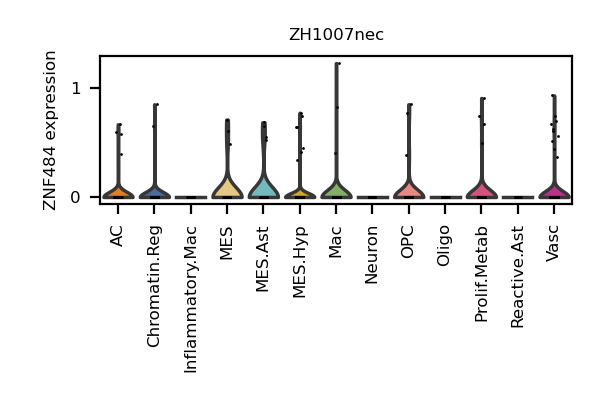 ZH1007nec
ZNF484 expression
1
0
AC
Chromatin.Reg
Inflammatory.Mac
MES
MES.Ast
MES.Hyp
Mac
Neuron
OPC
Oligo
Prolif.Metab
Reactive.Ast
Vasc